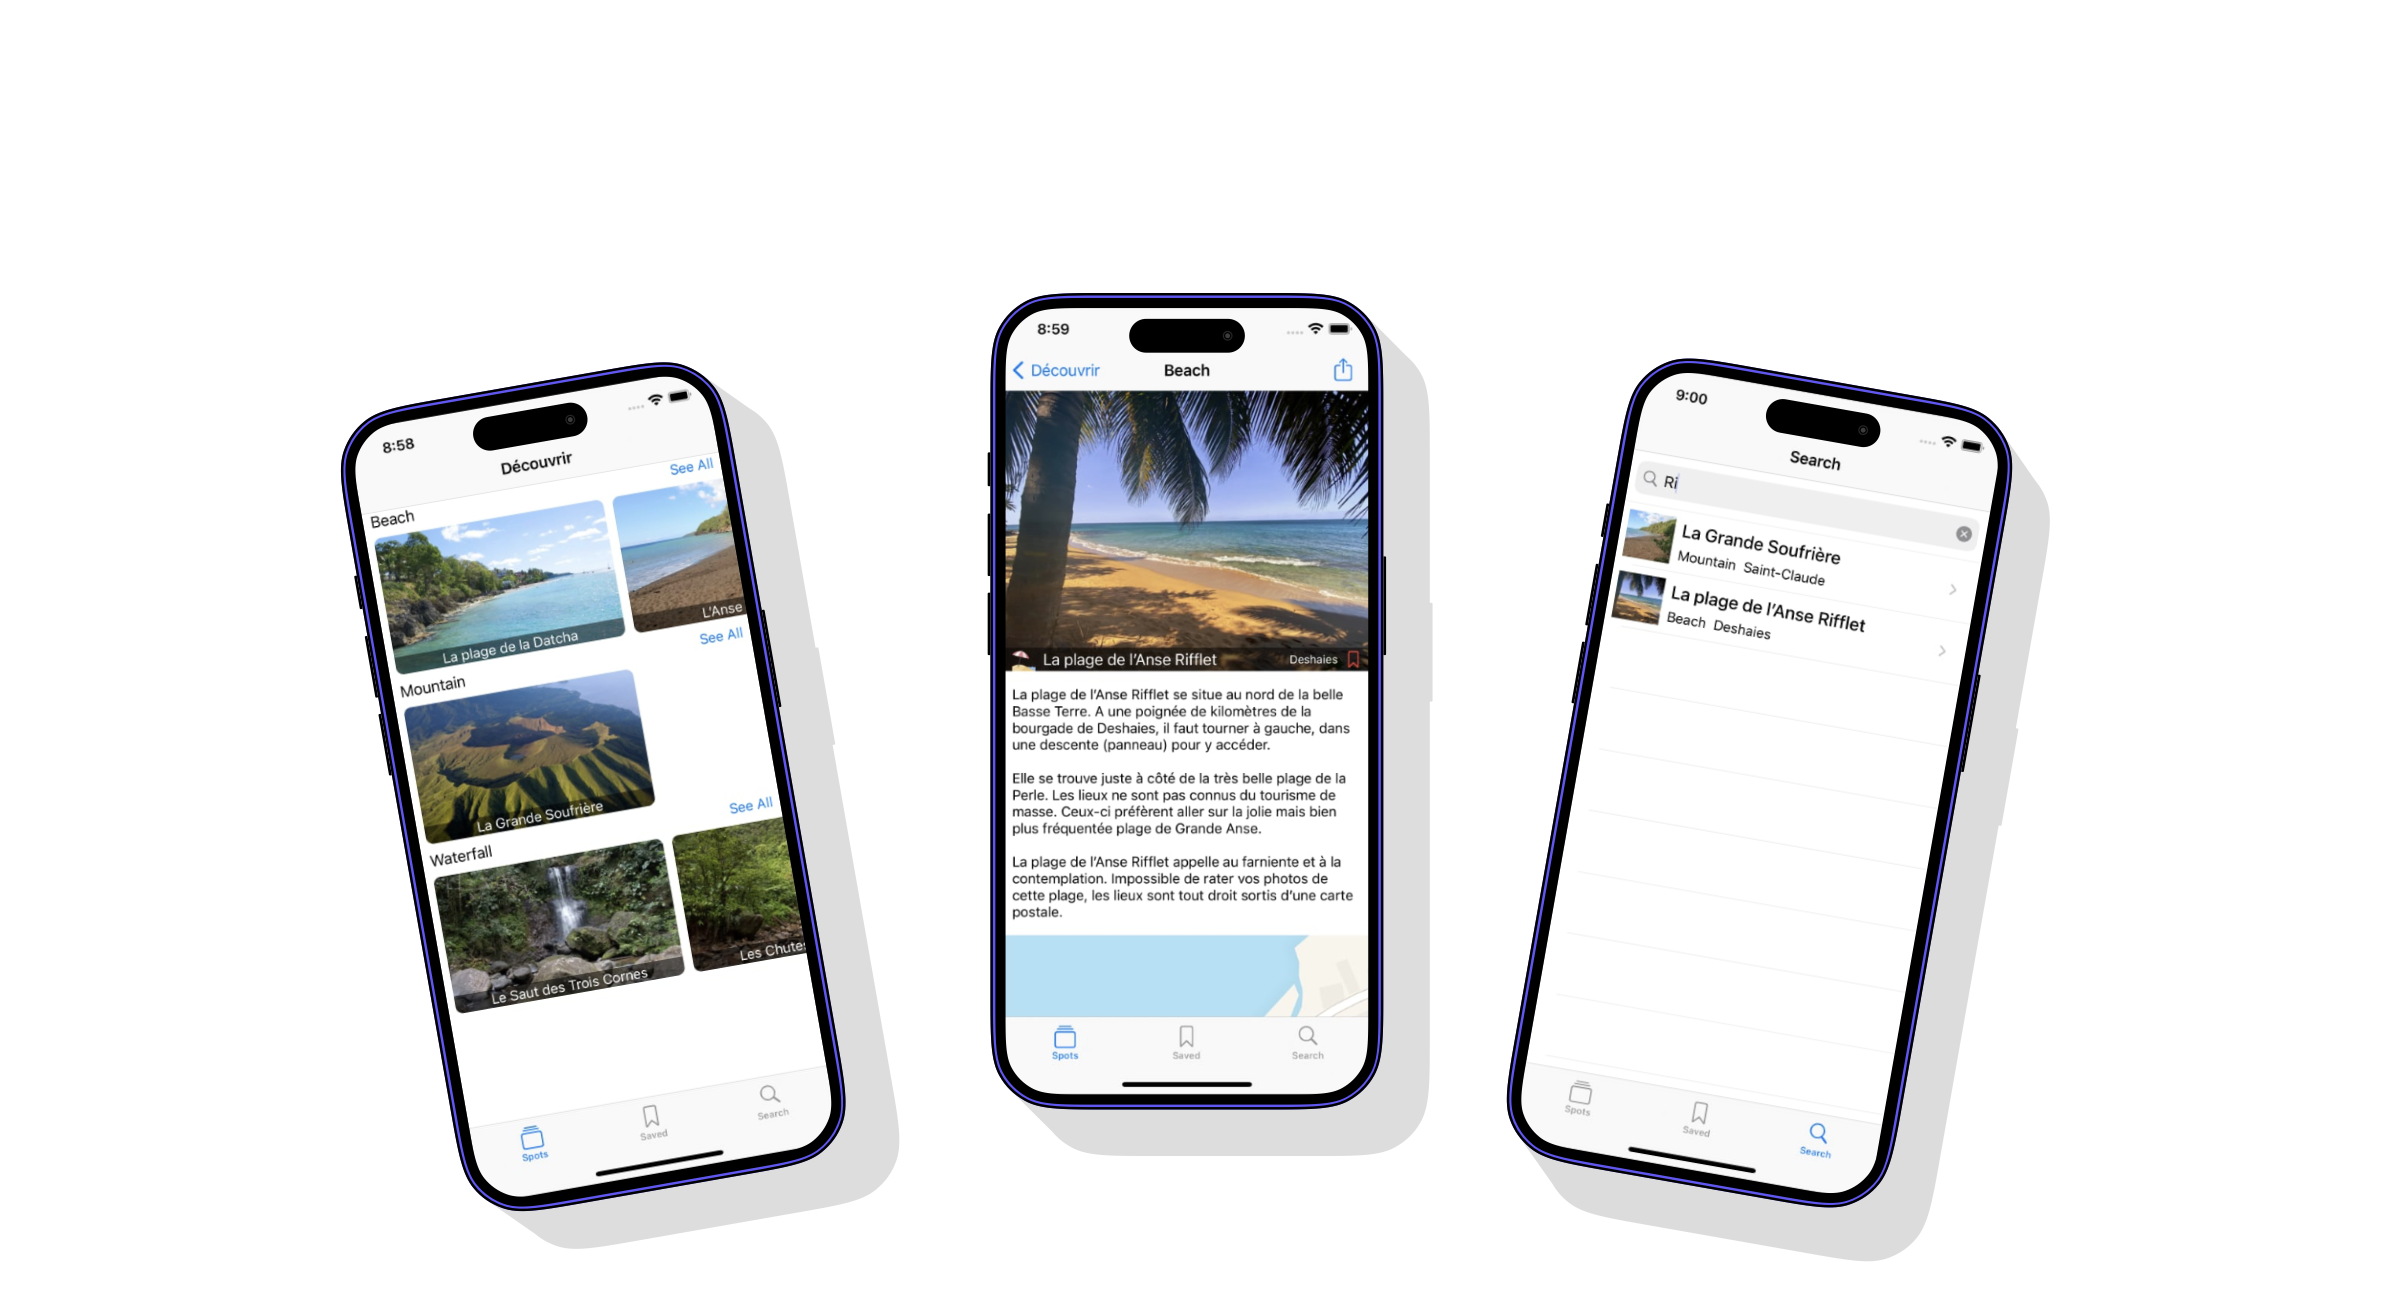 8:58
Découvrir
See All
Beach
La plage de la Datcha
L'Anse
See All
Mountain
La Grande Soufrière
See All
Waterfall
Le Saut des Trois Cornes
Les Chutes
Spots
Saved
Search
8:59
Découvrir
Beach
La plage de l'Anse Rifflet
Deshaies
La plage de l'Anse Rifflet se situe au nord de la belle
Basse Terre. A une poignée de kilomètres de la
bourgade de Deshaies, il faut tourner à gauche, dans
une descente (panneau) pour y accéder.
Elle se trouve juste à côté de la très belle plage de la
Perle. Les lieux ne sont pas connus du tourisme de
masse. Ceux-ci préfèrent aller sur la jolie mais bien
plus fréquentée plage de Grande Anse.
La plage de l'Anse Rifflet appelle au farniente et à la
contemplation. Impossible de rater vos photos de
cette plage, les lieux sont tout droit sortis d'une carte
postale.
Spots
Saved
Search
9:00
Search
Ri
La Grande Soufrière
Mountain Saint-Claude
La plage de l'Anse Rifflet
Beach Deshaies
Spots
Saved
Search